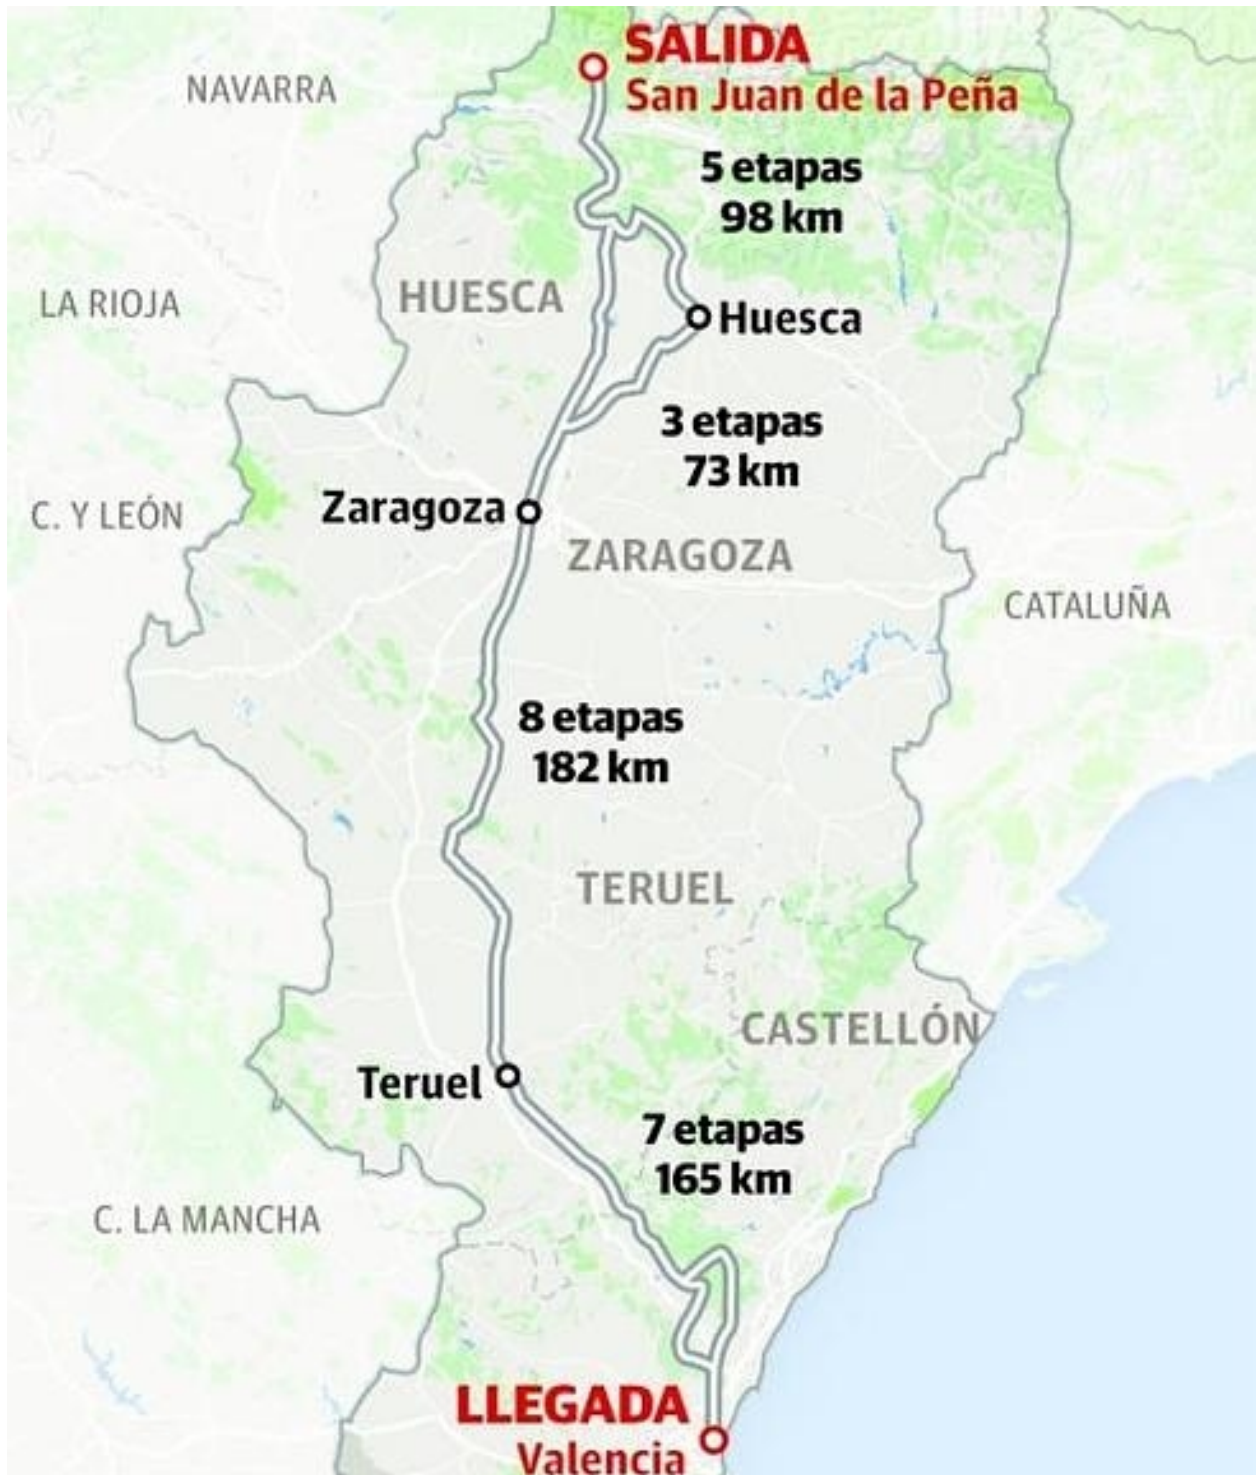 SALIDA
San Juan de la Peña
NAVARRA
5 etapas
98 km
HUESCA
LA RIOJA
Huesca
3 etapas
73 km
Zaragoza
C. Y LEÓN
ZARAGOZA
CATALUÑA
8 etapas
182 km
TERUEL
CASTELLÓN
Teruel
7 etapas
165 km
C. LA MANCHA
LLEGADA
Valencia